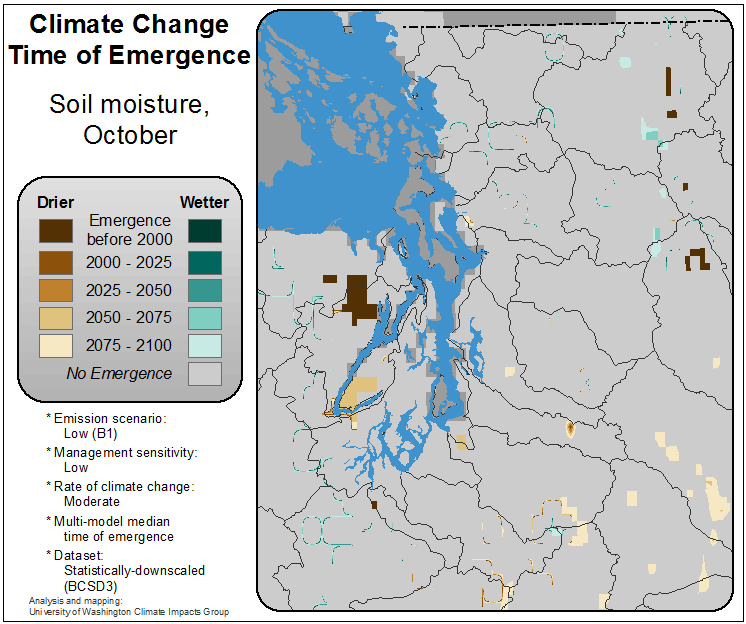 Climate Change
Time of Emergence
Soil moisture,
October
Drier
Wetter
Emergence
before 2000
2000 - 2025
2025 - 2050
2050 - 2075
2075 - 2100
No Emergence
* Emission scenario:
Low (B1)
* Management sensitivity:
Low
* Rate of climate change:
Moderate
* Multi-model median
time of emergence
* Dataset:
Statistically-downscaled
(BCSD3)
Analysis and mapping:
University of Washington Climate Impacts Group